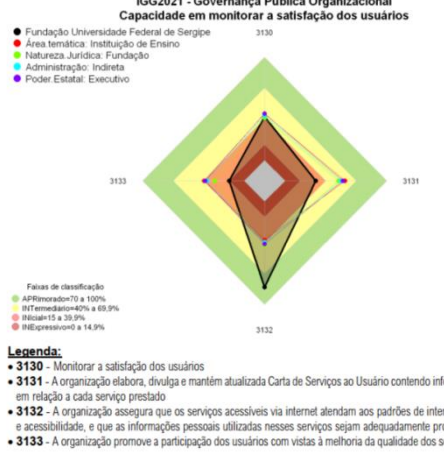 IGG2021 - Governança Pública Organizacional
Capacidade em monitorar a satisfação dos usuários
Fundação Universidade Federal de Sergipe
Área.temática: Instituição de Ensino
Natureza.Jurídica: Fundação
Administração: Indireta
Poder.Estatal: Executivo
3130
3133
3131
3132
Faixas de classificação
APRimorado=70 a 100%
INTermediário=40% a 69,9%
INIcial=15 a 39,9%
INExpressivo=0 a 14,9%
Legenda:
• 3130 - Monitorar a satisfação dos usuários
• 3131 - A organização elabora, divulga e mantém atualizada Carta de Serviços ao Usuário contendo
em relação a cada serviço prestado
• 3132 - A organização assegura que os serviços acessíveis via internet atendam aos padrões de
e acessibilidade, e que as informações pessoais utilizadas nesses serviços sejam adequadamente
• 3133 - A organização promove a participação dos usuários com vistas à melhoria da qualidade dos